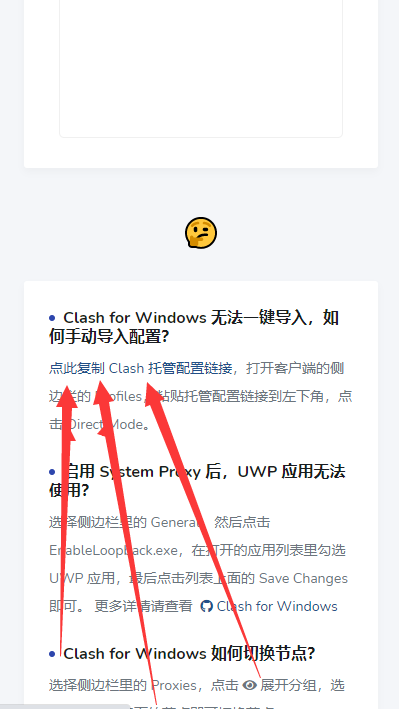 Clash for Windows 无法一键导入，如
何手动导入配置？
点此复制 Clash 托管配置链接，打开客户端的侧
边栏的 Profiles，粘贴托管配置链接到左下角，点
击 Direct Mode。
启用 System Proxy 后，UWP 应用无法
使用？
选择侧边栏里的 General，然后点击
EnableLoopback.exe，在打开的应用列表里勾选
UWP 应用，最后点击列表上面的 Save Changes
即可。 更多详情请查看 Clash for Windows
Clash for Windows 如何切换节点？
选择侧边栏里的 Proxies，点击 展开分组，选